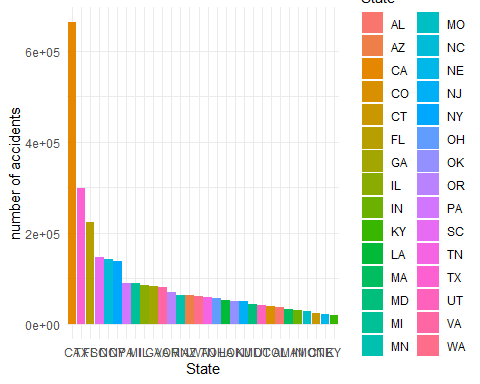 State
6e+05
4e+05
2e+05
0e+00
number of accidents
State
AL
AZ
CA
CO
CT
FL
GA
IL
IN
KY
LA
MA
MD
MI
MN
MO
NC
NE
NJ
NY
OH
OK
OR
PA
SC
TN
TX
UT
VA
WA